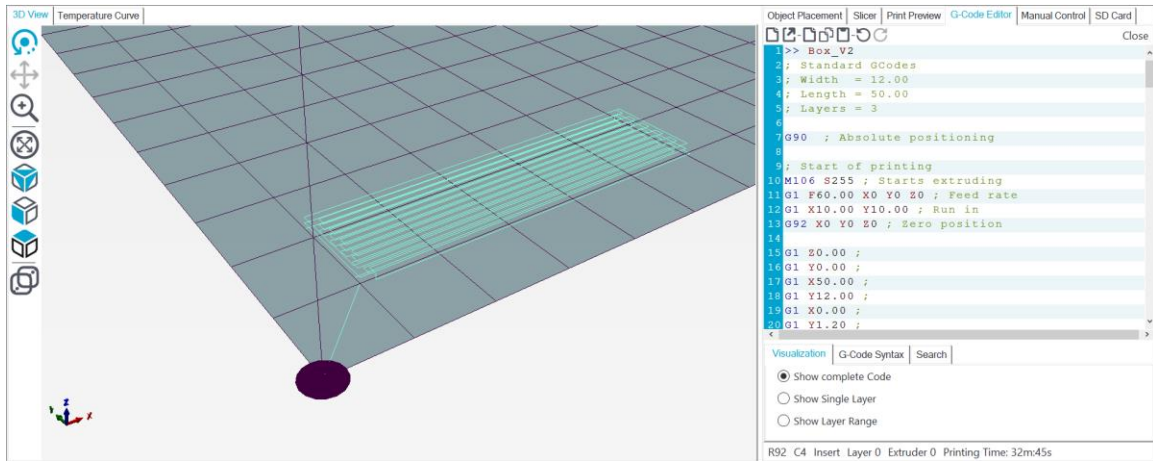 3D View Temperature Curve
Object Placement Slicer Print Preview G-Code Editor Manual Control SD Card
Close
1 >> Box_V2
2 ; Standard GCodes
3 ; Width = 12.00
4 ; Length = 50.00
5 ; Layers = 3
6
7 G90 ; Absolute positioning
8
9 ; Start of printing
10 M106 S255 ; Starts extruding
11 G1 F60.00 X0 Y0 Z0 ; Feed rate
12 G1 X10.00 Y10.00 ; Run in
13 G92 X0 Y0 Z0 ; Zero position
14
15 G1 Z0.00 ;
16 G1 Y0.00 ;
17 G1 X50.00 ;
18 G1 Y12.00 ;
19 G1 X0.00 ;
20 G1 Y1.20 ;
Visualization G-Code Syntax Search
Show complete Code
Show Single Layer
Show Layer Range
R92 C4 Insert Layer 0 Extruder 0 Printing Time: 32m:45s
Y Z X